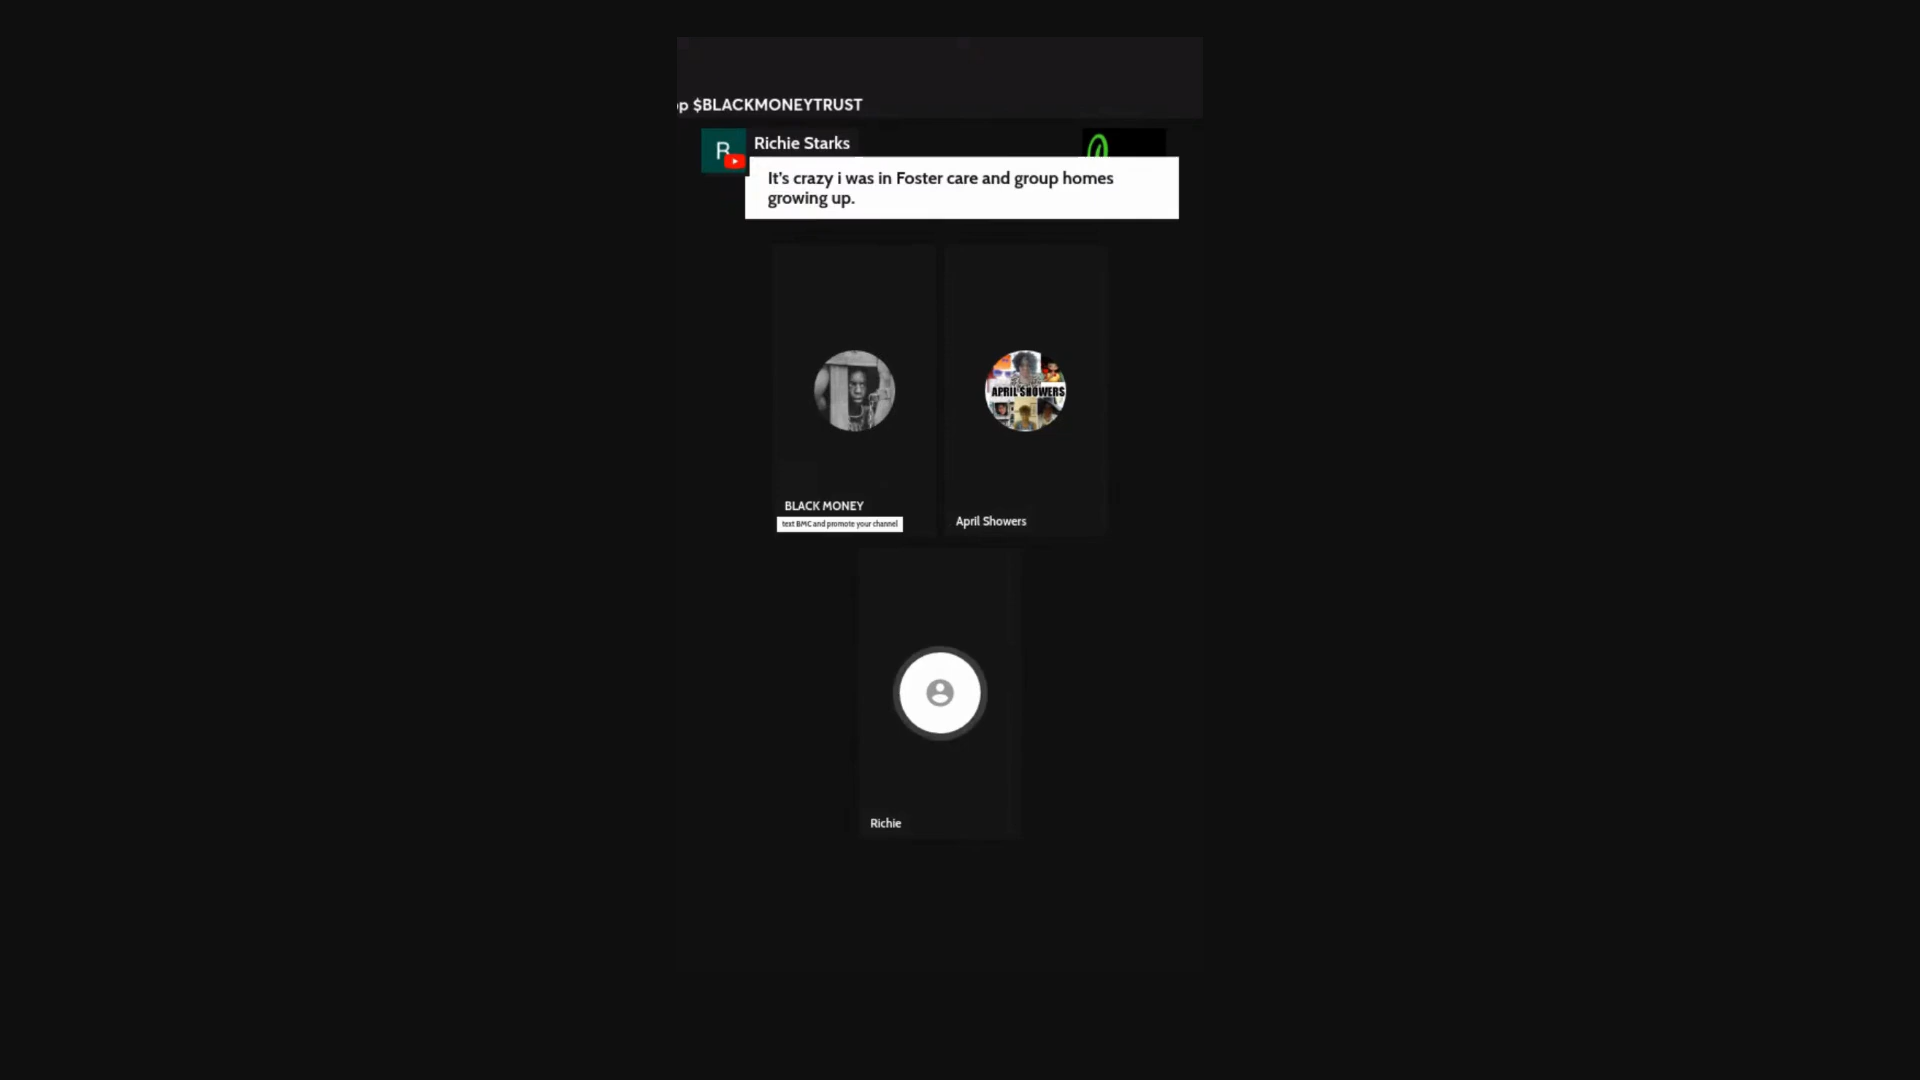 op $BLACKMONEYTRUST
R
Richie Starks
It's crazy i was in Foster care and group homes
growing up.
APRIL SHOWERS
BLACK MONEY
text BMC and promote your channel
April Showers
Richie